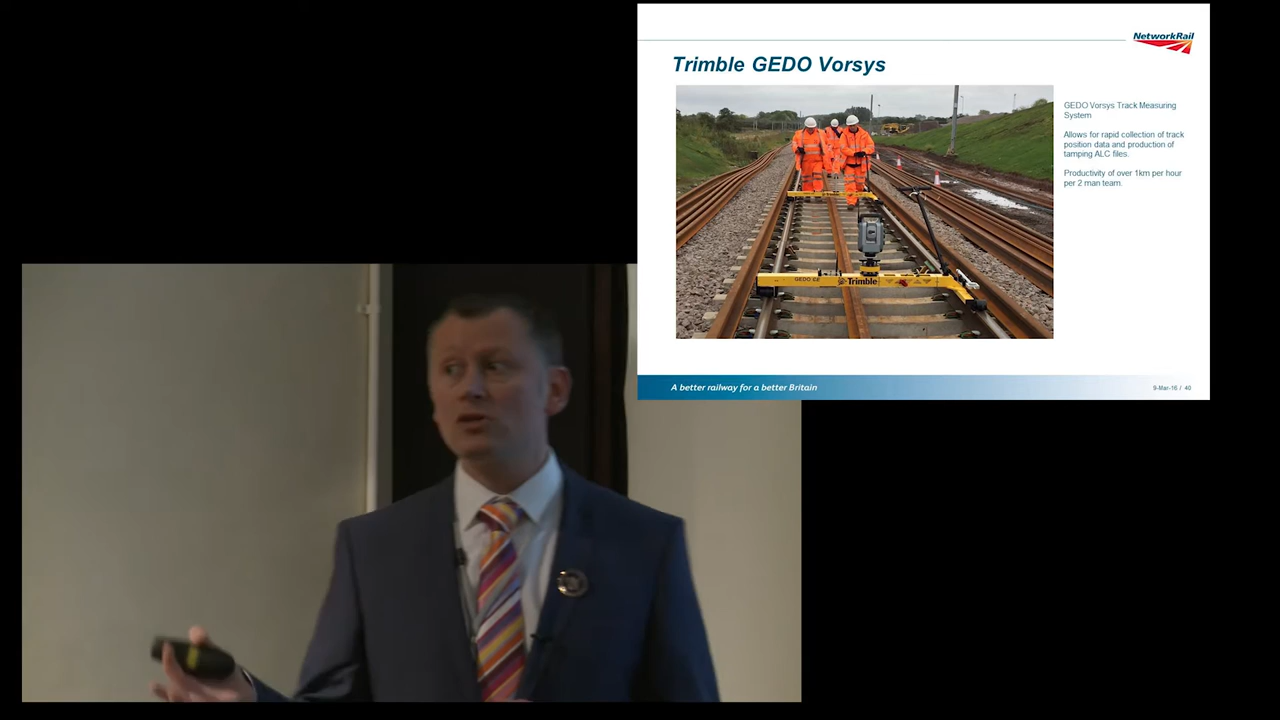 NetworkRail
Trimble GEDO Vorsys
GEDO Vorsys Track Measuring
System
Allows for rapid collection of track
position data and production of
tamping ALC files.
Productivity of over 1km per hour
per 2 man team.
GEDO CE
Trimble
A better railway for a better Britain
9-Mar-16 / 40